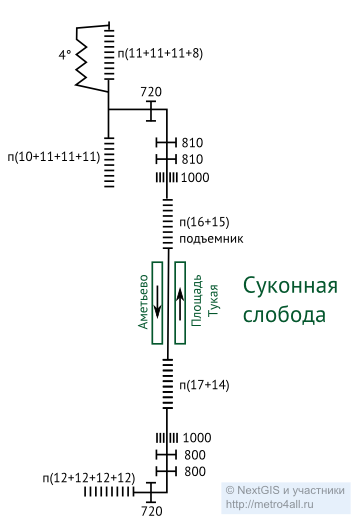 4°
п(11+11+11+8)
720
810
п(10+11+11+11)
810
1000
п(16+15)
подъемник
Аметьево
Площадь
Тукая
Суконная
слобода
п(17+14)
1000
800
п(12+12+12+12)
800
720
© NextGIS и участники
http://metro4all.ru